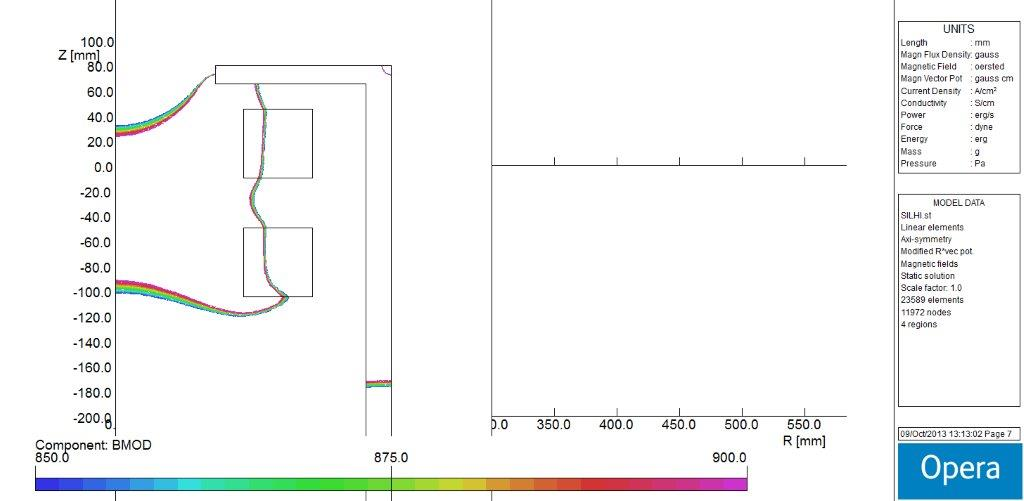 100.0
Z [mm]
80.0
60.0
40.0
20.0
0.0
-20.0
-40.0
-60.0
-80.0
-100.0
-120.0
-140.0
-160.0
-180.0
-200.0
0.
0.0 350.0 400.0 450.0 500.0 550.0
R [mm]
Component: BMOD
850.0 875.0 900.0
UNITS
Length : mm
Magn Flux Density: gauss
Magnetic Field : oersted
Magn Vector Pot : gauss cm
Current Density : A/cm²
Conductivity : S/cm
Power : erg/s
Force : dyne
Energy : erg
Mass : g
Pressure : Pa
MODEL DATA
SILHI.st
Linear elements
Axi-symmetry
Modified R*vec pot.
Magnetic fields
Static solution
Scale factor: 1.0
23589 elements
11972 nodes
4 regions
09/Oct/2013 13:13:02 Page 7
Opera